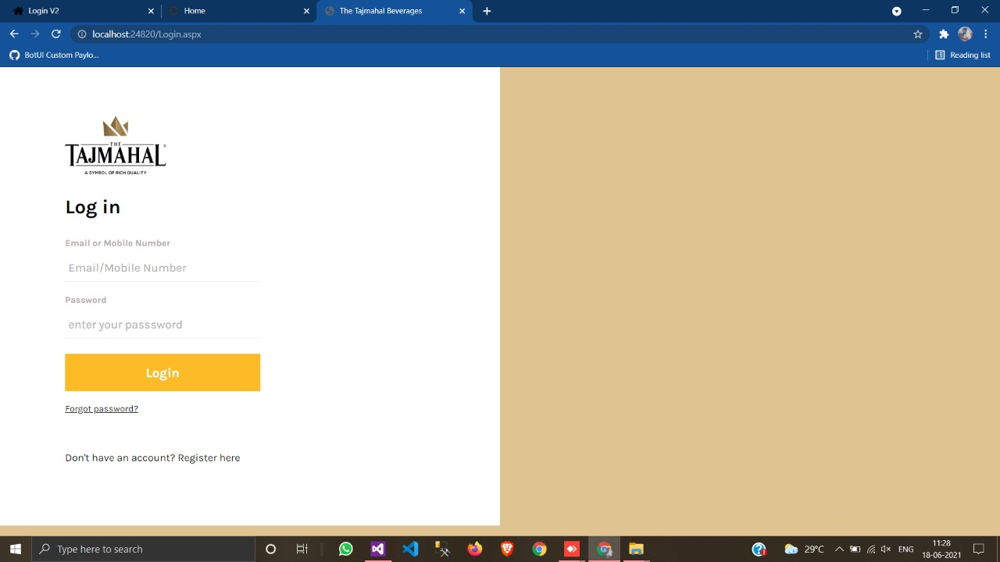 Login V2
Home
The Tajmahal Beverages
localhost:24820/Login.aspx
BotUI Custom Paylo...
Reading list
THE
TAJMAHAL®
A SYMBOL OF RICH QUALITY
Log in
Email or Mobile Number
Email/Mobile Number
Password
enter your passsword
Login
Forgot password?
Don't have an account? Register here
Type here to search
29°C
ENG
11:28
18-06-2021